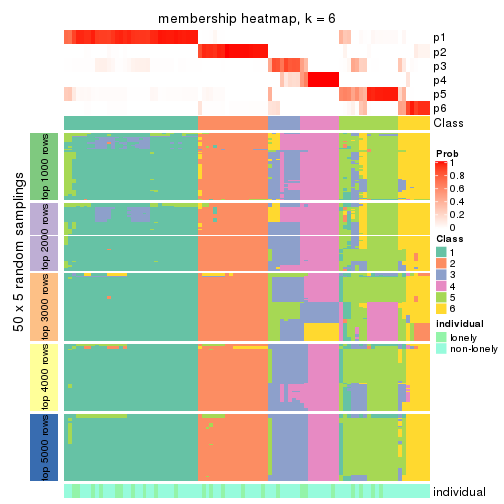 membership heatmap, k = 6
p1
p2
p3
p4
p5
p6
Class
50 x 5 random samplings
top 1000 rows
top 2000 rows
top 3000 rows
top 4000 rows
top 5000 rows
individual
Prob
1
0.8
0.6
0.4
0.2
0
Class
1
2
3
4
5
6
individual
lonely
non-lonely